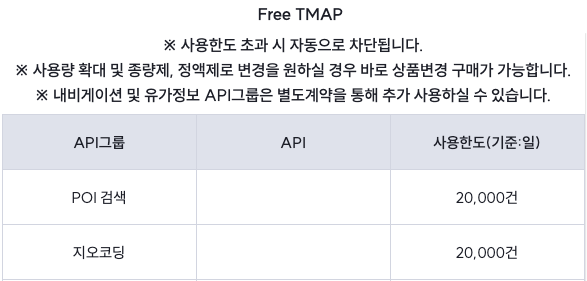 Free TMAP
※ 사용한도 초과 시 자동으로 차단됩니다.
※ 사용량 확대 및 종량제, 정액제로 변경을 원하실 경우 바로 상품변경 구매가 가능합니다.
※ 내비게이션 및 유가정보 API그룹은 별도계약을 통해 추가 사용하실 수 있습니다.
API그룹 API 사용한도(기준:일)
POI 검색 20,000건
지오코딩 20,000건